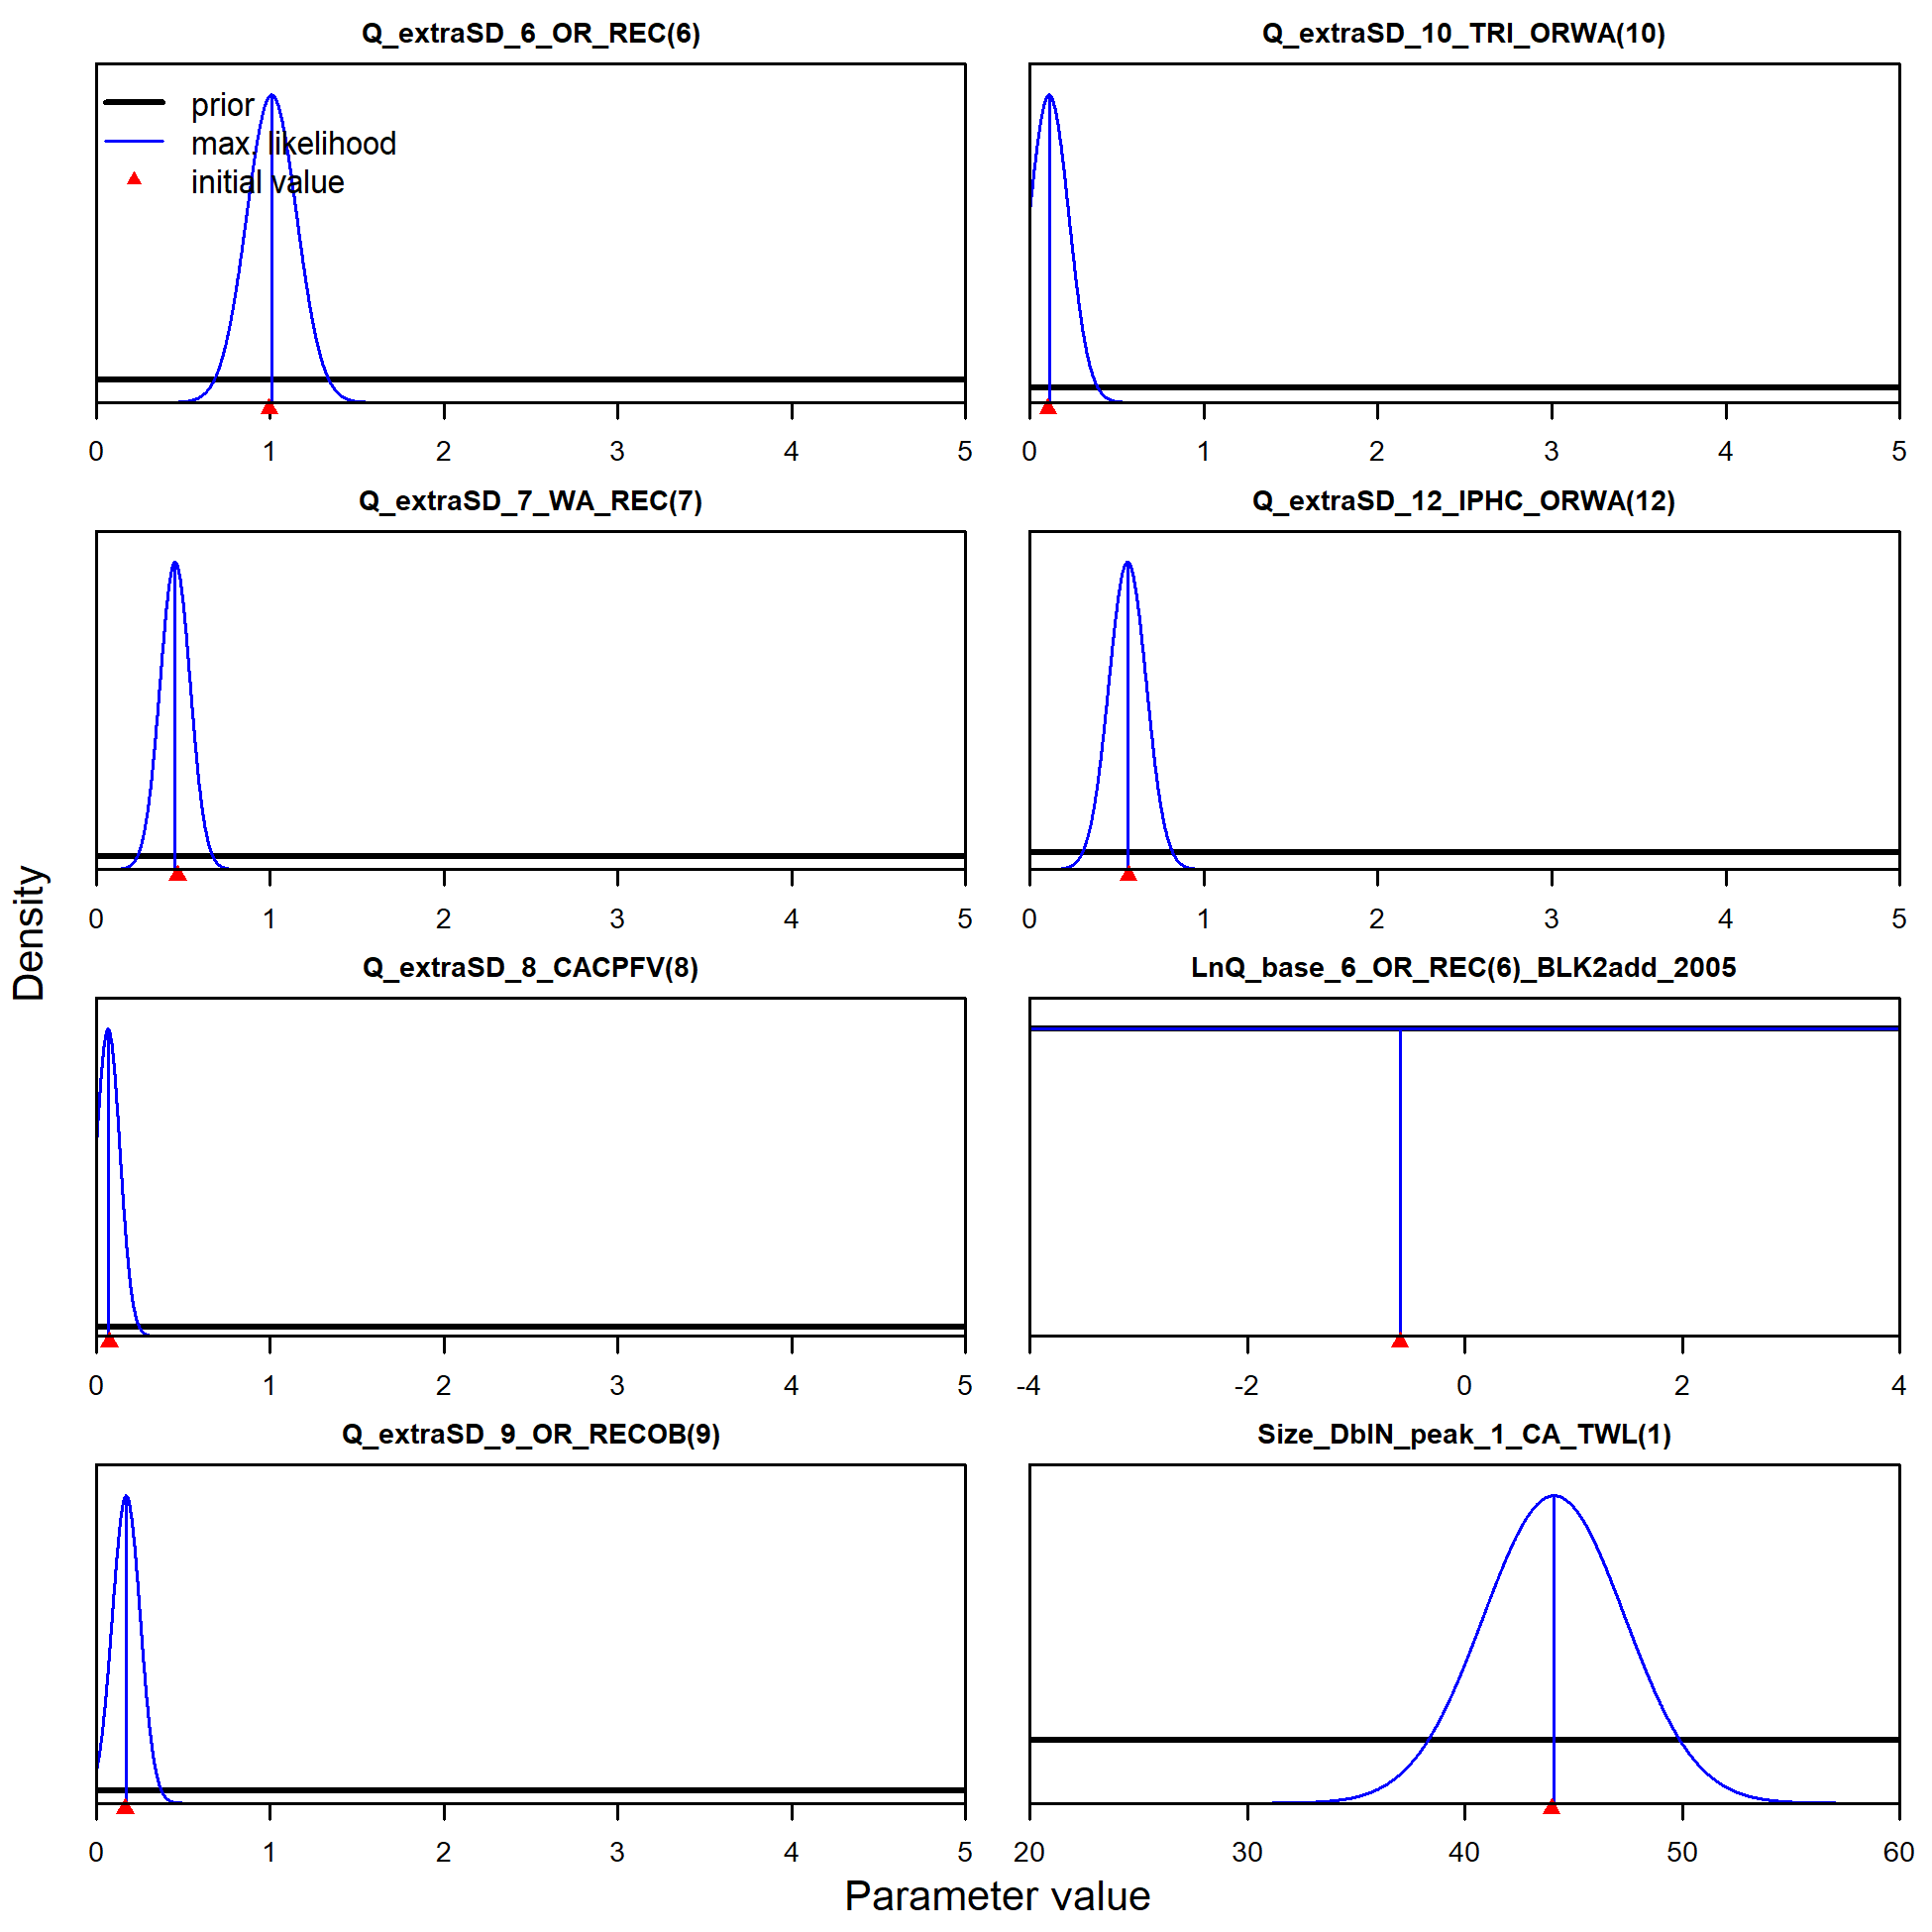 Q_extraSD_6_OR_REC(6)
prior
max. likelihood
initial value
0 1 2 3 4 5
Q_extraSD_10_TRI_ORWA(10)
0 1 2 3 4 5
Q_extraSD_7_WA_REC(7)
0 1 2 3 4 5
Q_extraSD_12_IPHC_ORWA(12)
0 1 2 3 4 5
Q_extraSD_8_CACPFV(8)
0 1 2 3 4 5
LnQ_base_6_OR_REC(6)_BLK2add_2005
-4 -2 0 2 4
Q_extraSD_9_OR_RECOB(9)
0 1 2 3 4 5
Size_DblN_peak_1_CA_TWL(1)
20 30 40 50 60
Density
Parameter value